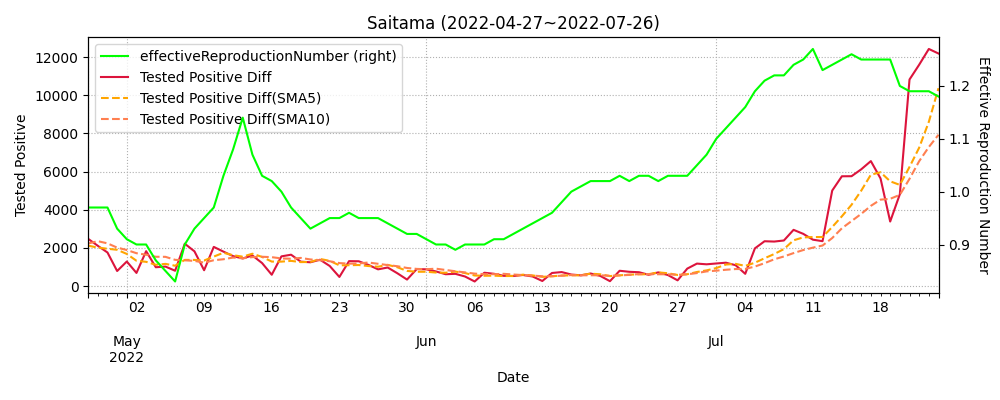 Saitama (2022-04-27~2022-07-26)
effectiveReproductionNumber (right)
Tested Positive Diff
Tested Positive Diff(SMA5)
Tested Positive Diff(SMA10)
Tested Positive
12000
10000
8000
6000
4000
2000
0
Effective Reproduction Number
1.2
1.1
1.0
0.9
02 09 16 23 30 06 13 20 27 04 11 18
May Jun Jul
2022
Date